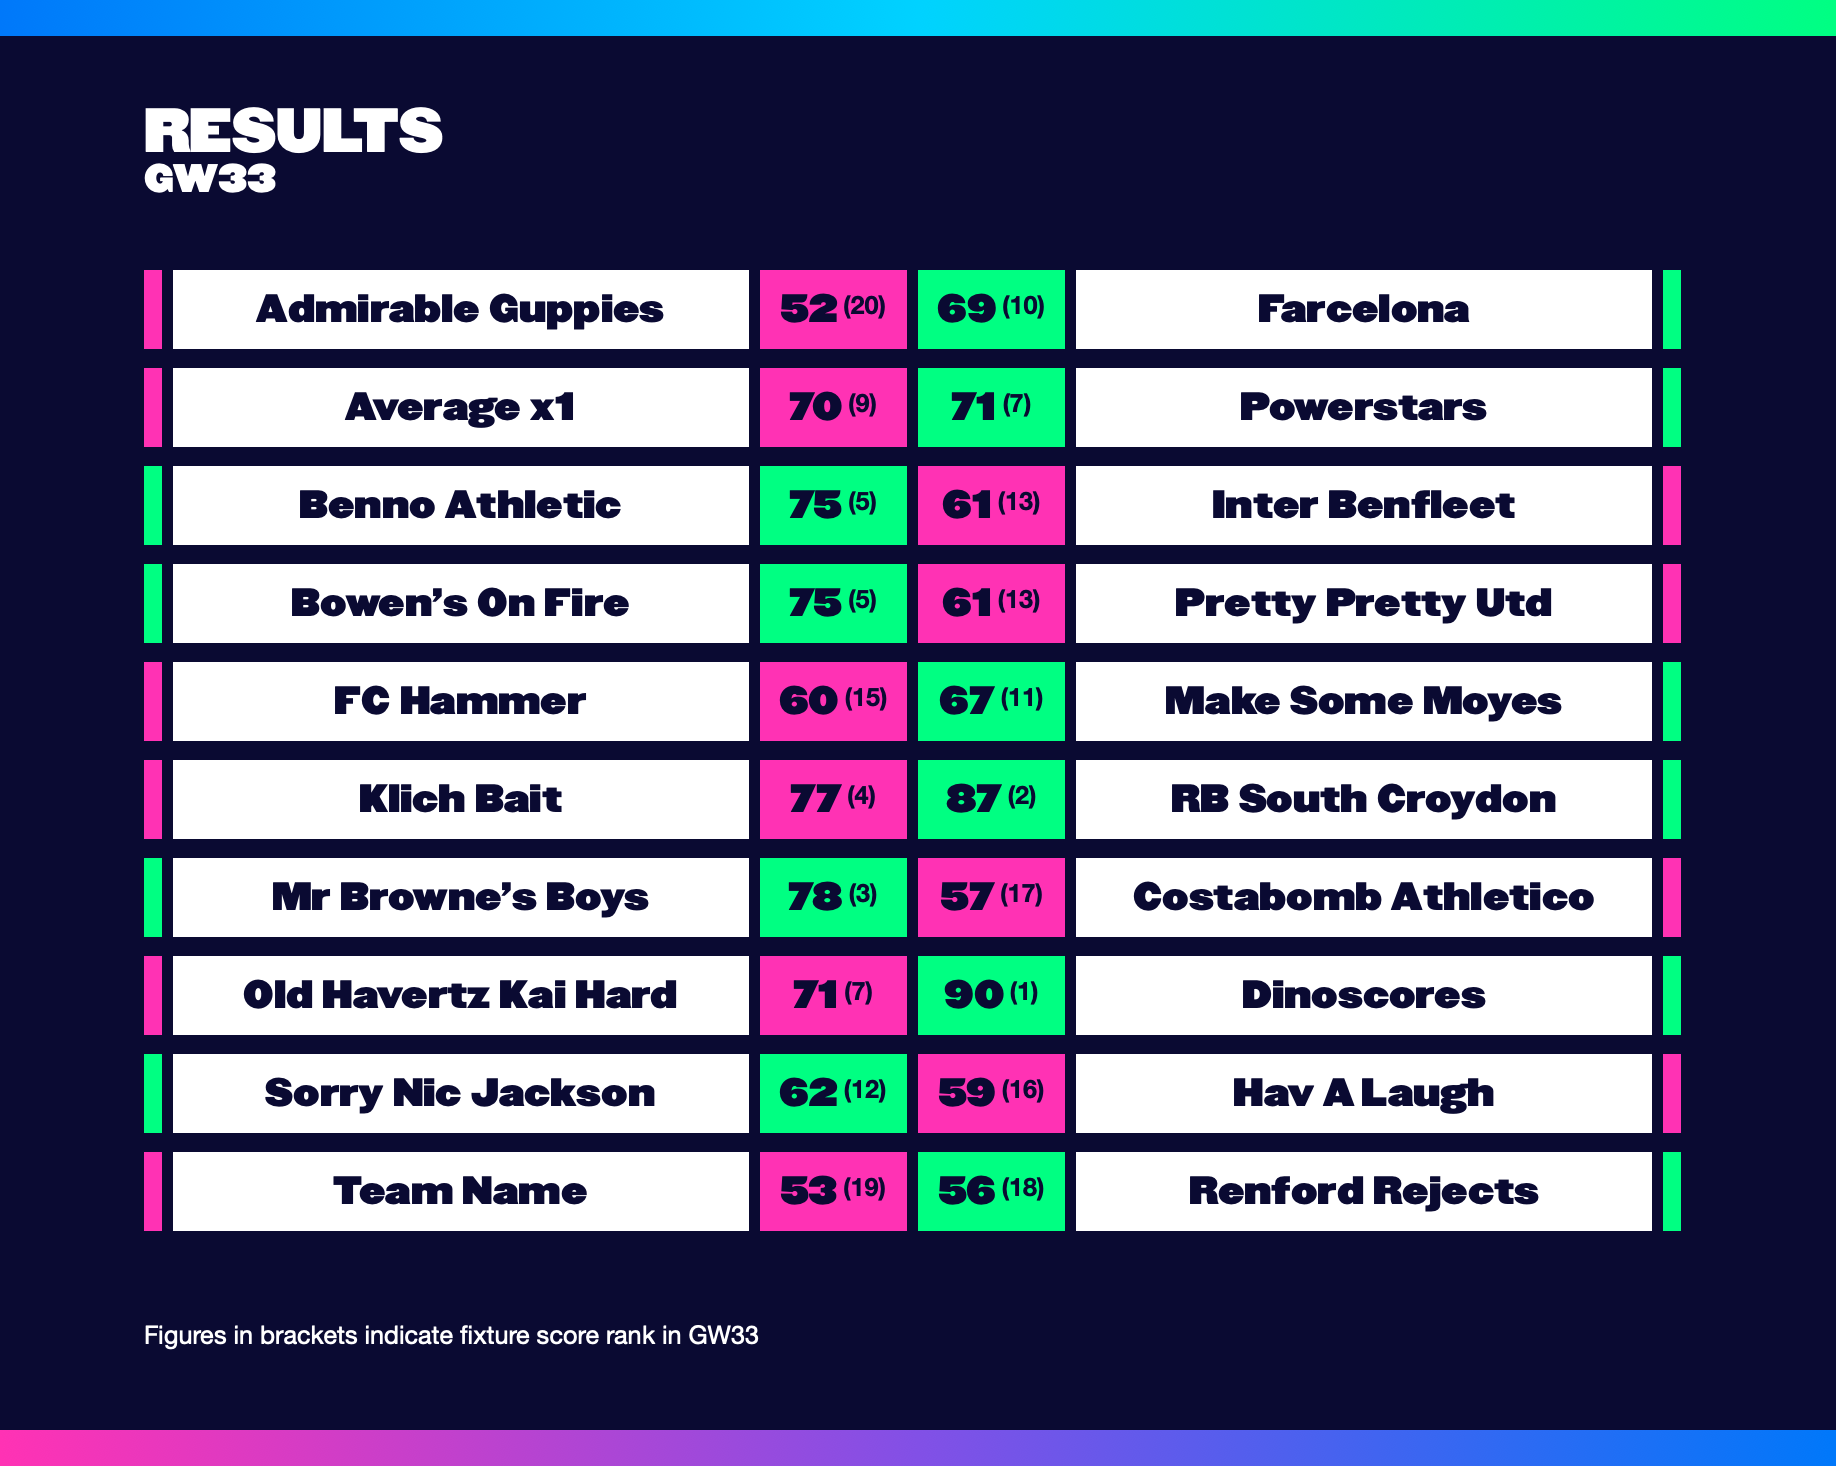 RESULTS
GW33
Admirable Guppies 52 (20) 69 (10) Farcelona
Average x1 70 (9) 71 (7) Powerstars
Benno Athletic 75 (5) 61 (13) Inter Benfleet
Bowen’s On Fire 75 (5) 61 (13) Pretty Pretty Utd
FC Hammer 60 (15) 67 (11) Make Some Moyes
Klich Bait 77 (4) 87 (2) RB South Croydon
Mr Browne’s Boys 78 (3) 57 (17) Costabomb Athletico
Old Havertz Kai Hard 71 (7) 90 (1) Dinoscores
Sorry Nic Jackson 62 (12) 59 (16) Hav A Laugh
Team Name 53 (19) 56 (18) Renford Rejects
Figures in brackets indicate fixture score rank in GW33